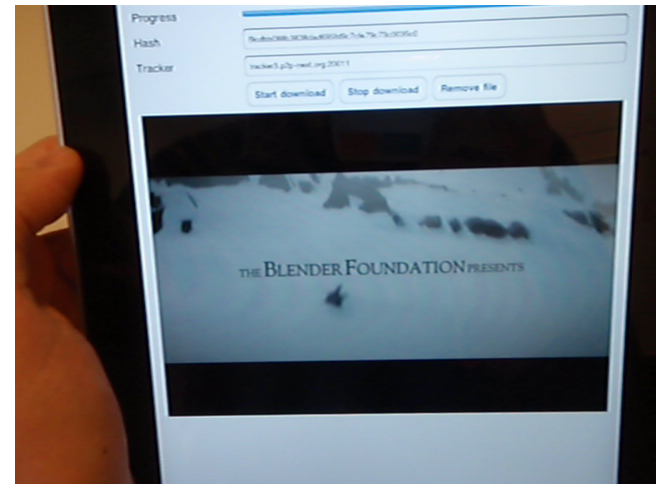 Progress
Hash
Tracker
Start download Stop download Remove file
THE BLENDER FOUNDATION PRESENTS